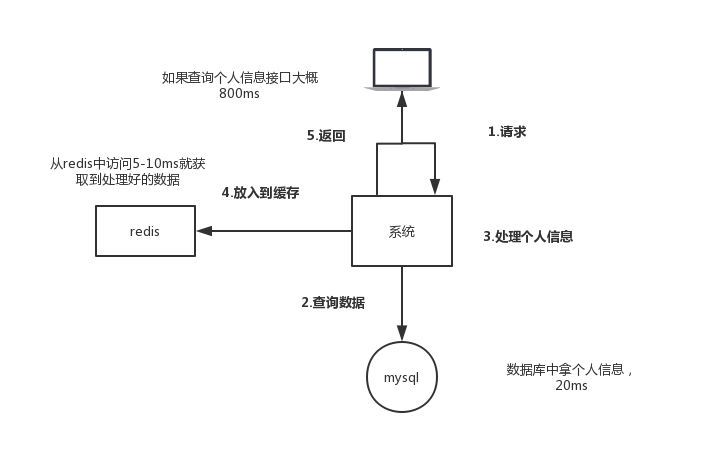 如果查询个人信息接口大概
800ms
5.返回
1.请求
从redis中访问5-10ms就获
取到处理好的数据
4.放入到缓存
redis
系统
3.处理个人信息
2.查询数据
mysql
数据库中拿个人信息，
20ms